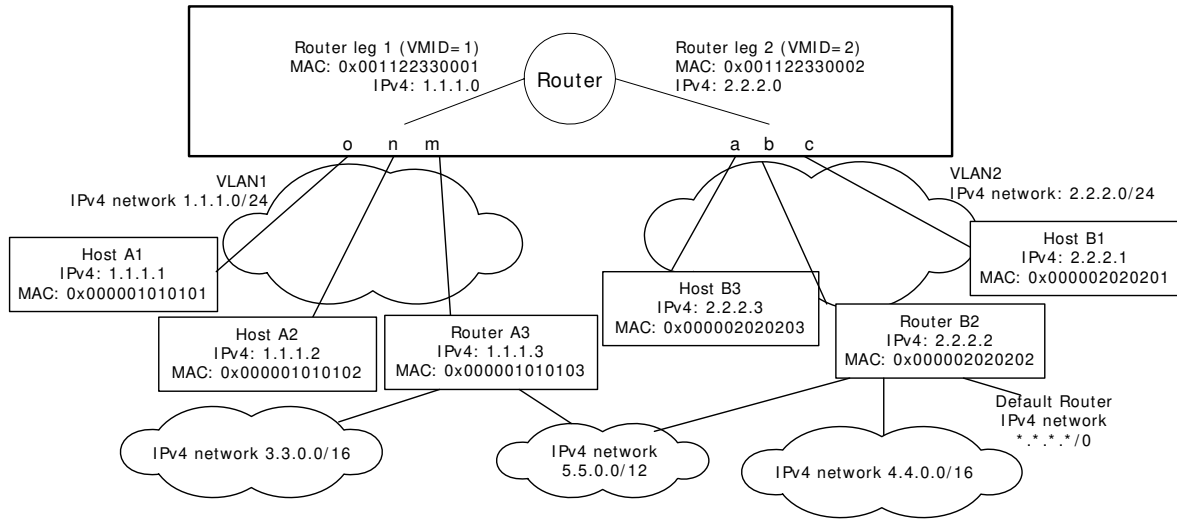 Router leg 1 (VMID=1)
MAC: 0x001122330001
IPv4: 1.1.1.0
Router
Router leg 2 (VMID=2)
MAC: 0x001122330002
IPv4: 2.2.2.0
o n m
a b c
VLAN1
IPv4 network 1.1.1.0/24
VLAN2
IPv4 network: 2.2.2.0/24
Host A1
IPv4: 1.1.1.1
MAC: 0x000001010101
Host B1
IPv4: 2.2.2.1
MAC: 0x000002020201
Host B3
IPv4: 2.2.2.3
MAC: 0x000002020203
Host A2
IPv4: 1.1.1.2
MAC: 0x000001010102
Router A3
IPv4: 1.1.1.3
MAC: 0x000001010103
Router B2
IPv4: 2.2.2.2
MAC: 0x000002020202
Default Router
IPv4 network
*.*.*.*/0
IPv4 network 3.3.0.0/16
IPv4 network
5.5.0.0/12
IPv4 network 4.4.0.0/16